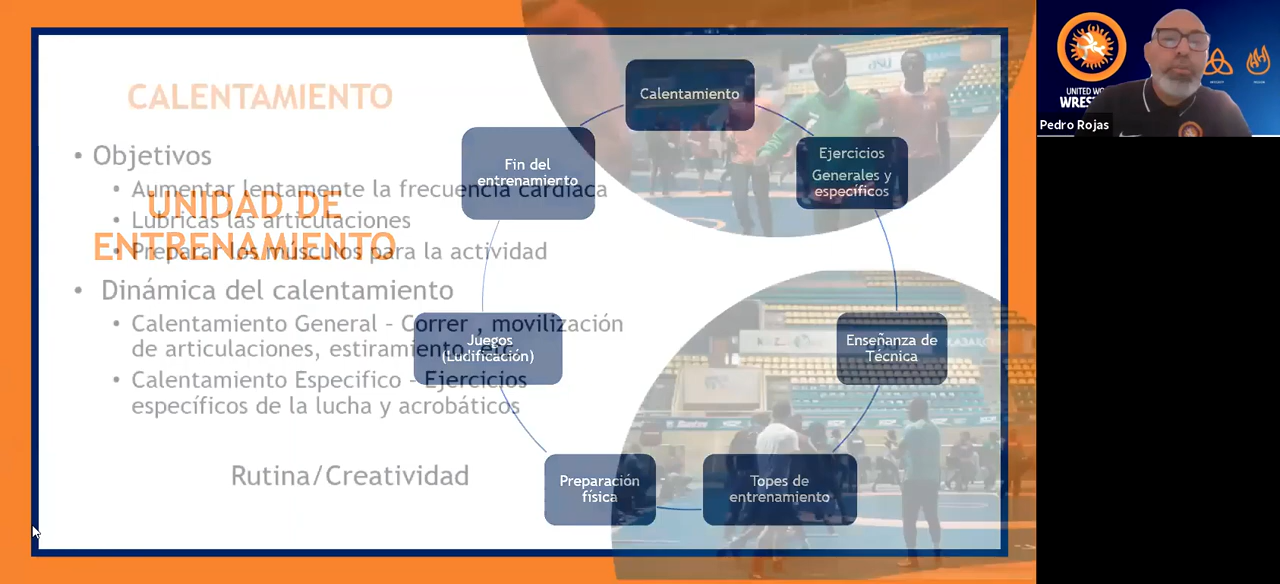 CALENTAMIENTO
• Objetivos
• Aumentar lentamente la frecuencia cardiaca
• Lubricas las articulaciones
• Preparar los músculos para la actividad
• Dinámica del calentamiento
• Calentamiento General – Correr , movilización
de articulaciones, estiramiento, etc
• Calentamiento Especifico – Ejercicios
específicos de la lucha y acrobáticos
Rutina/Creatividad
UNIDAD DE
ENTRENAMIENTO
Calentamiento
Ejercicios
Generales y
específicos
Enseñanza de
Técnica
Topes de
entrenamiento
Preparación
física
Juegos
(Ludificación)
Fin del
entrenamiento
UNITED WO
WRES
Pedro Rojas